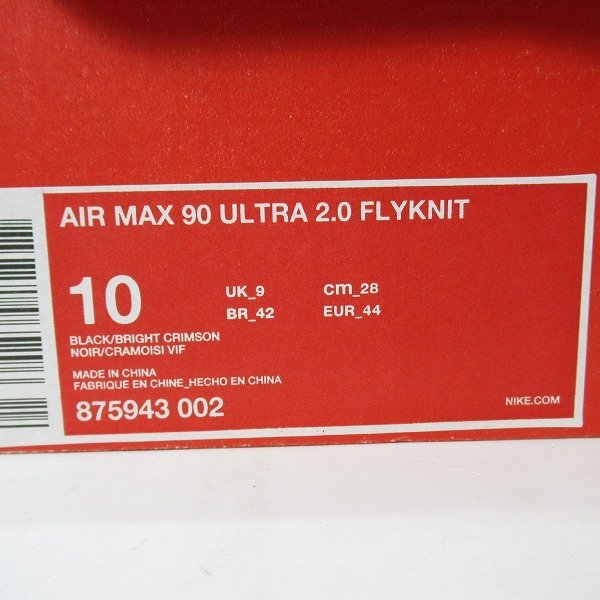 AIR MAX 90 ULTRA 2.0 FLYKNIT
10
UK_9 cm_28
BR_42 EUR_44
BLACK/BRIGHT CRIMSON
NOIR/CRAMOISI VIF
MADE IN CHINA
FABRIQUE EN CHINE_HECHO EN CHINA
875943 002
NIKE.COM